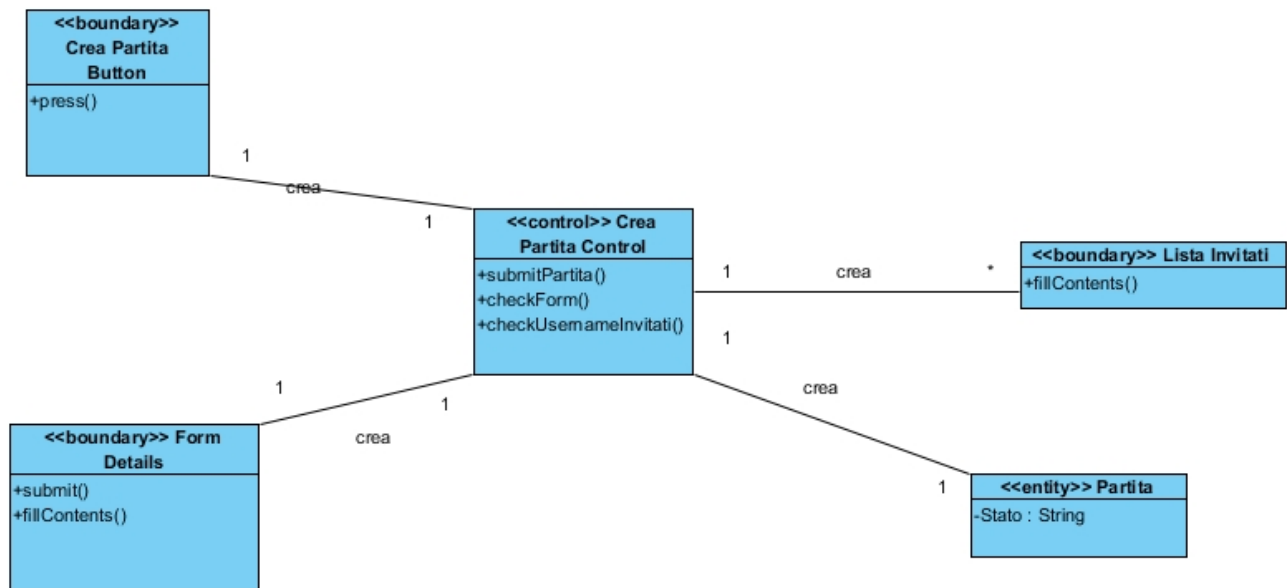 <<boundary>>
Crea Partita
Button
+press()
1
crea
1
<<control>> Crea
Partita Control
+submitPartita()
+checkForm()
+checkUsernameInvitati()
1
crea
*
<<boundary>> Lista Invitati
+fillContents()
1
crea
1
<<entity>> Partita
-Stato : String
1
1
crea
<<boundary>> Form
Details
+submit()
+fillContents()